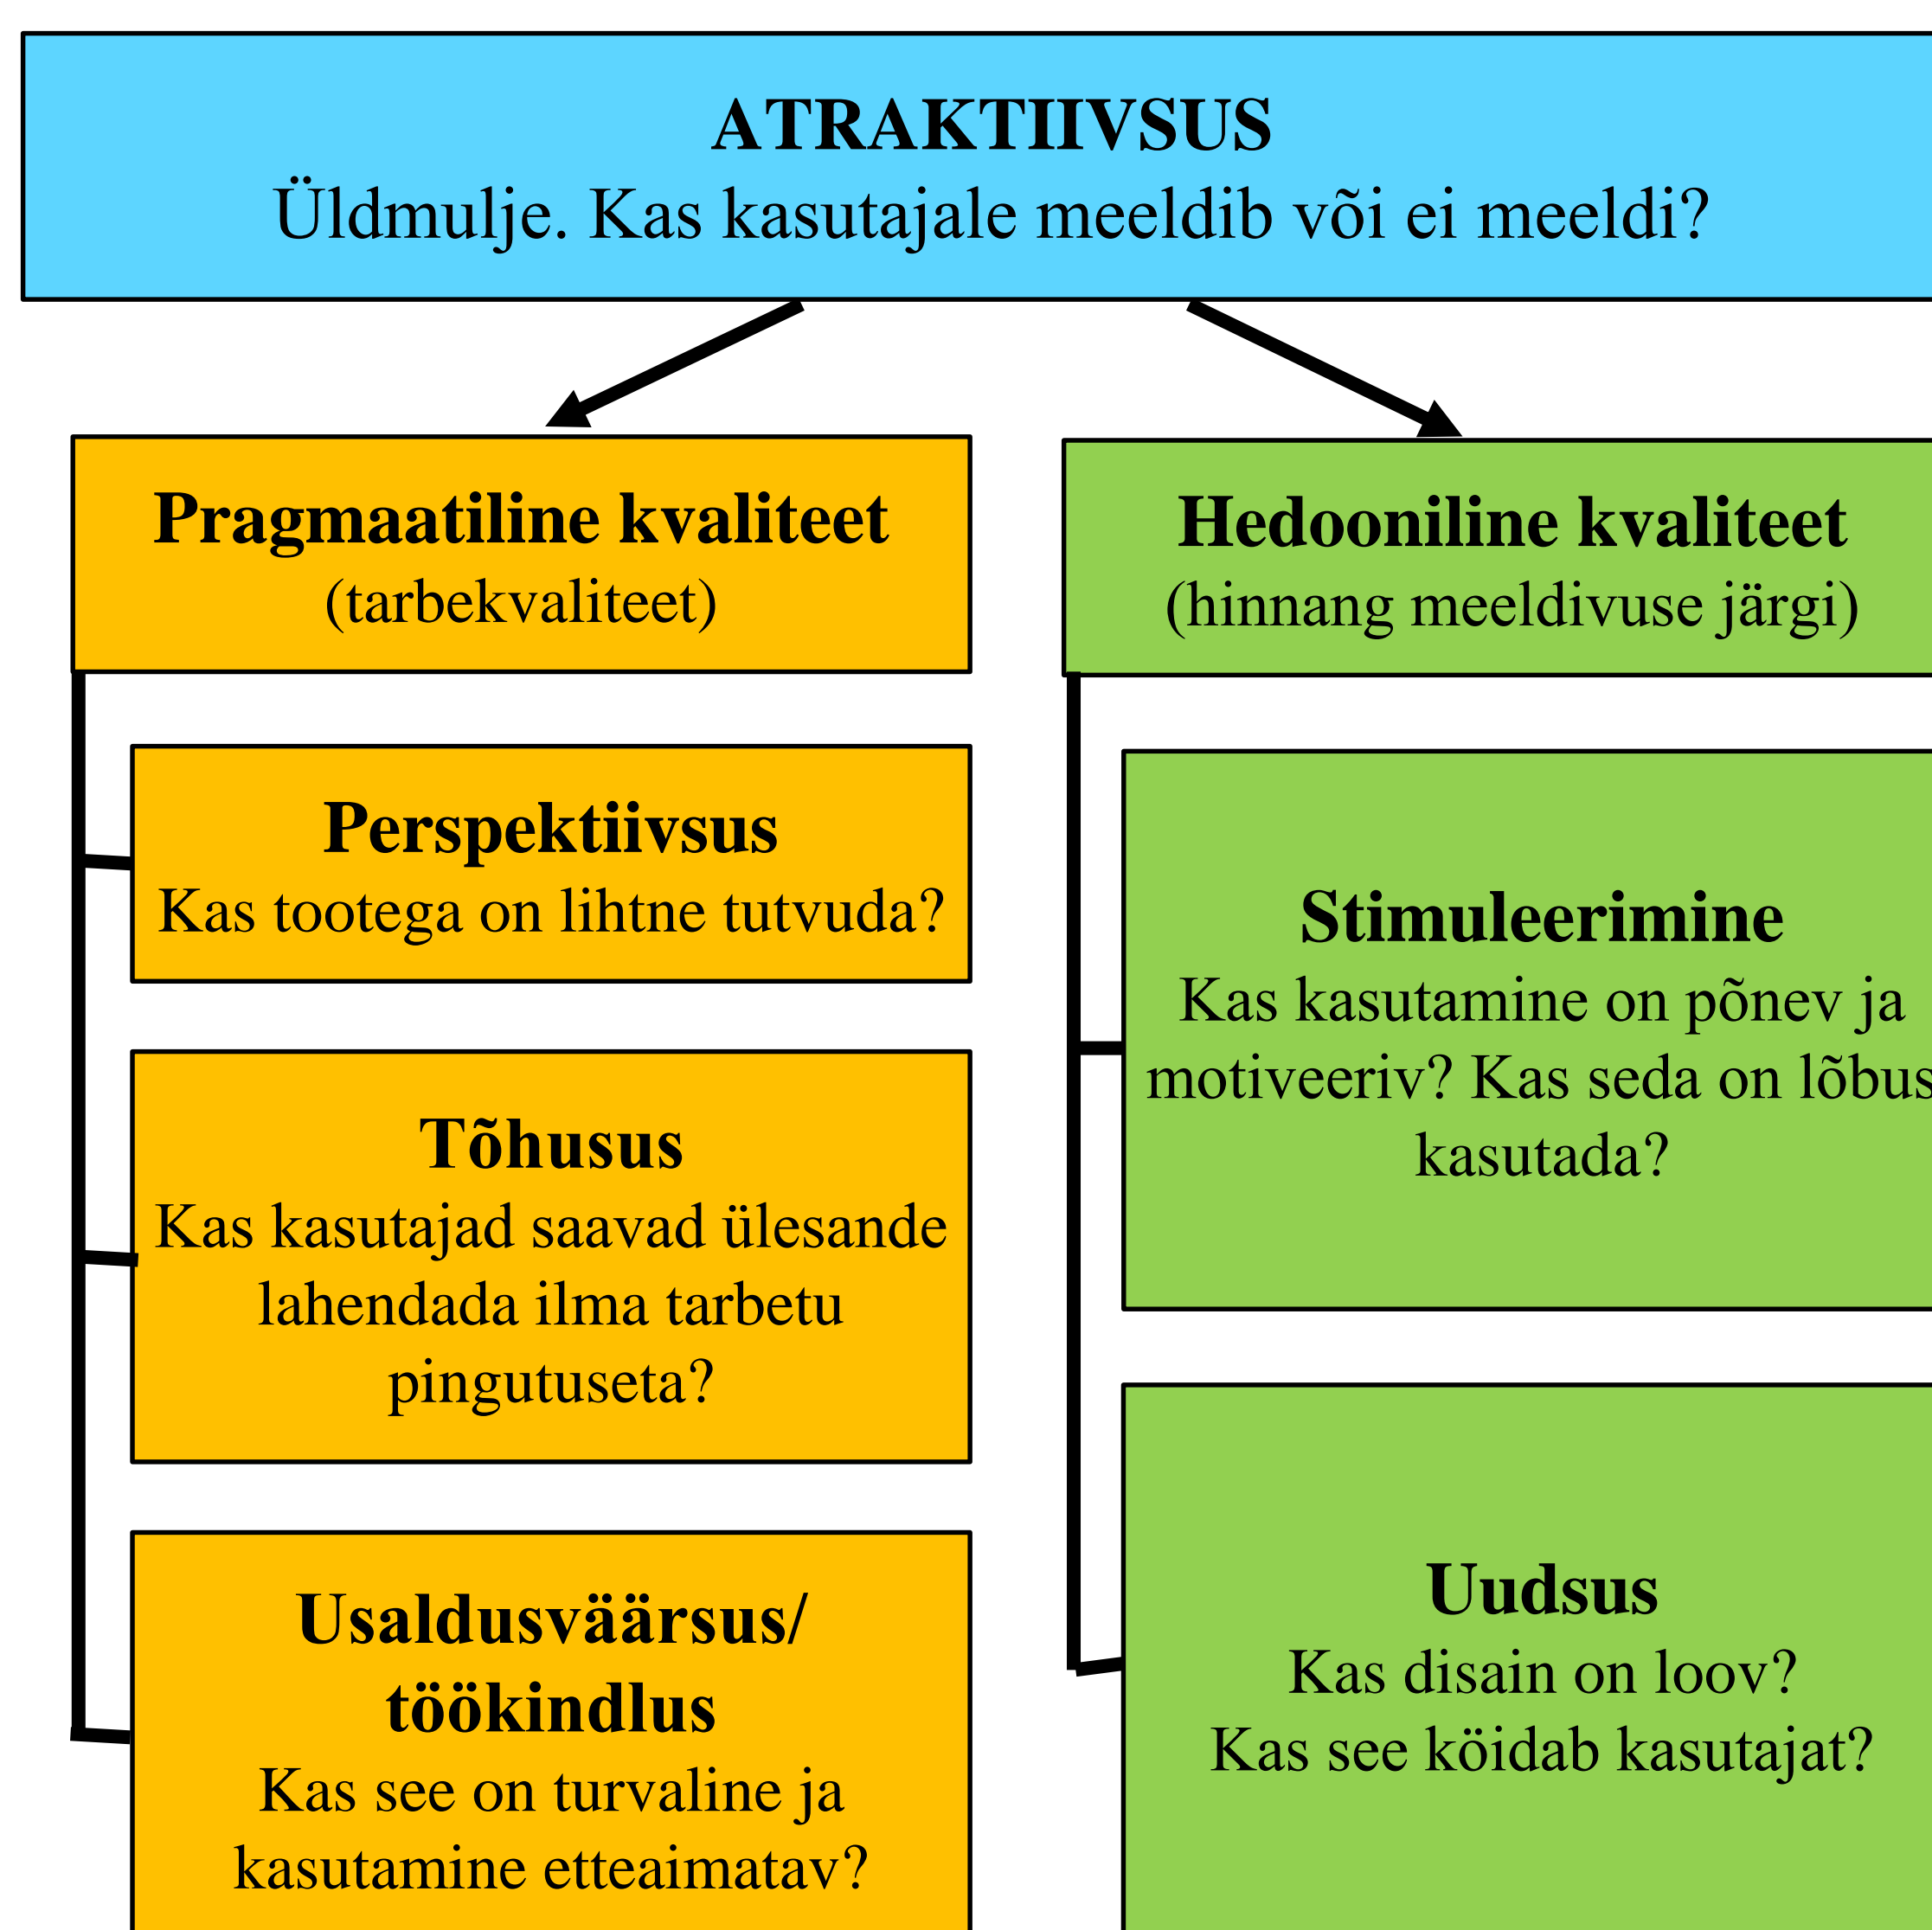 ATRAKTIIVSUS
Üldmulje. Kas kasutajale meeldib või ei meeldi?
Pragmaatiline kvaliteet
(tarbekvaliteet)
Perspektiivsus
Kas tootega on lihtne tutvuda?
Tõhusus
Kas kasutajad saavad ülesande
lahendada ilma tarbetu
pingutuseta?
Usaldusväärsus/
töökindlus
Kas see on turvaline ja
kasutamine etteaimatav?
Hedooniline kvaliteet
(hinnang meeldivuse järgi)
Stimuleerimine
Kas kasutamine on põnev ja
motiveeriv? Kas seda on lõbus
kasutada?
Uudsus
Kas disain on loov?
Kas see köidab kasutajat?